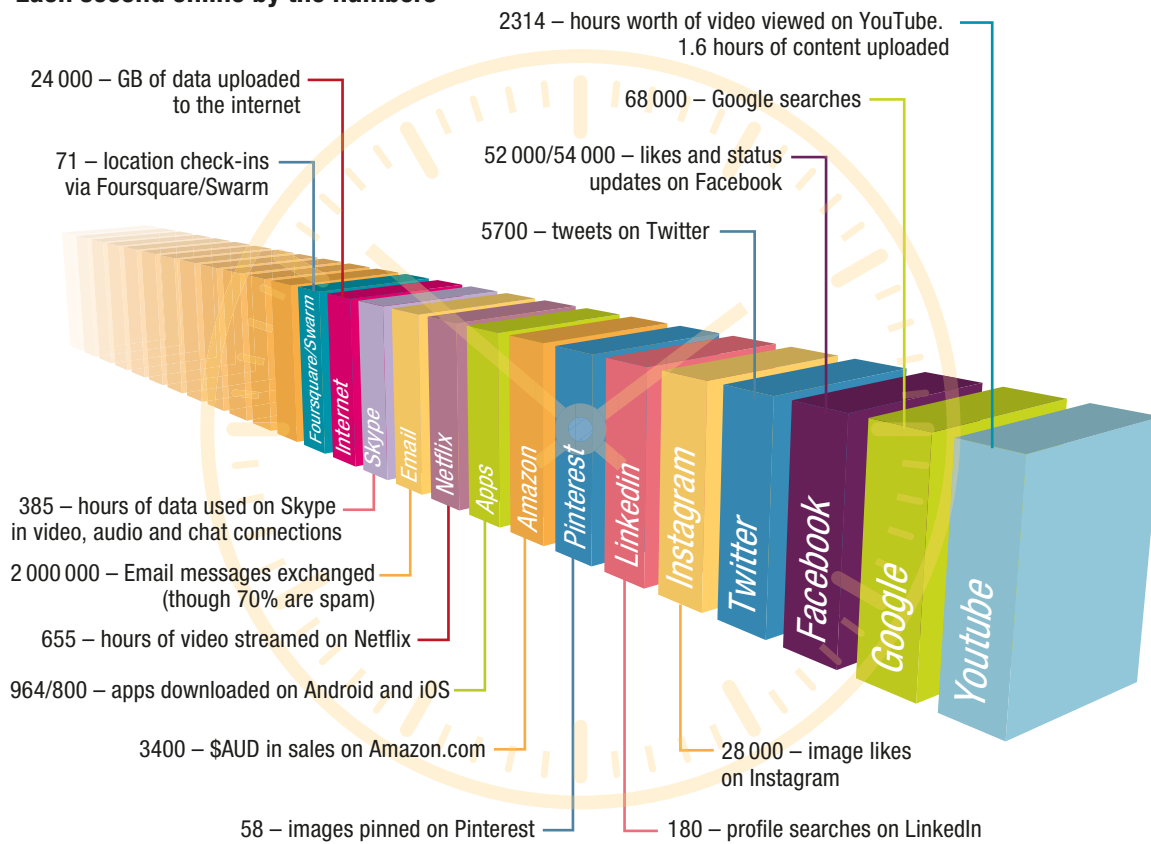 Each second online by the numbers
2314 – hours worth of video viewed on YouTube.
1.6 hours of content uploaded
24 000 – GB of data uploaded
to the internet
68 000 – Google searches
71 – location check-ins
via Foursquare/Swarm
52 000/54 000 – likes and status
updates on Facebook
5700 – tweets on Twitter
Foursquare/Swarm
Internet
Skype
Email
Netflix
Apps
Amazon
Pinterest
Linkedin
Instagram
Twitter
Facebook
Google
Youtube
385 – hours of data used on Skype
in video, audio and chat connections
2 000 000 – Email messages exchanged
(though 70% are spam)
655 – hours of video streamed on Netflix
964/800 – apps downloaded on Android and iOS
3400 – $AUD in sales on Amazon.com
28 000 – image likes
on Instagram
58 – images pinned on Pinterest
180 – profile searches on LinkedIn